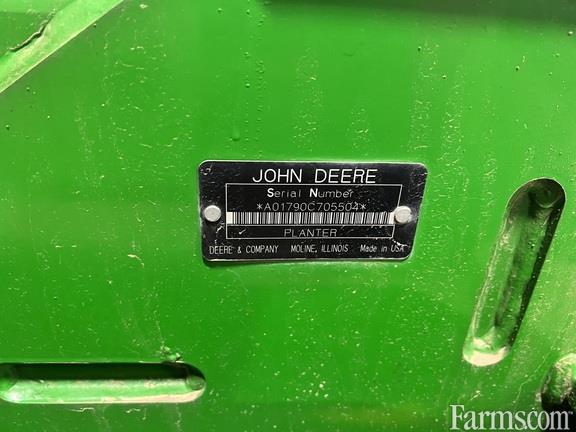 JOHN DEERE
Serial Number
*A01790C705504*
PLANTER
DEERE & COMPANY MOLINE, ILLINOIS Made in USA
Farms.com